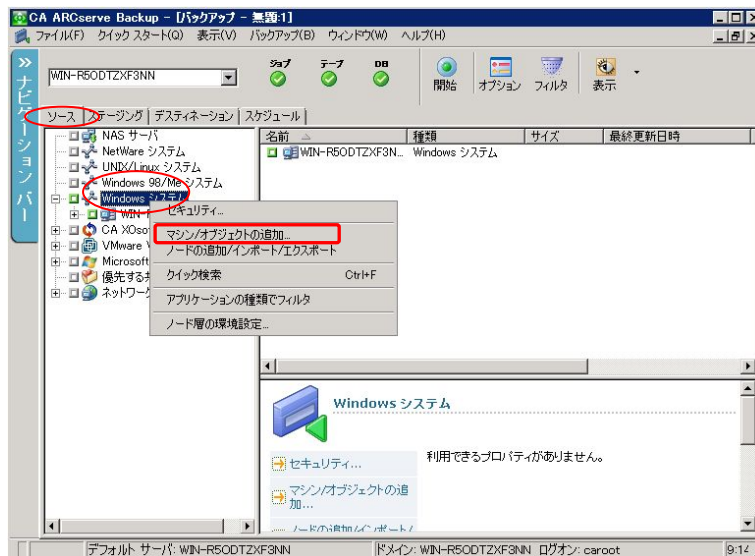 CA ARCserve Backup - [バックアップ - 無題:1]
ファイル(F) クイック スタート(Q) 表示(V) バックアップ(B) ウィンドウ(W) ヘルプ(H)
ナビゲーション バー
WIN-R5ODTZXF3NN
ジョブ テープ DB
開始 オプション フィルタ 表示
ソース ステージング デスティネーション スケジュール
NAS サーバ
NetWare システム
UNIX/Linux システム
Windows 98/Me システム
Windows システム
WIN-
CA XOsof
VMware
Microsoft
優先する共
ネットワーク
名前 種類 サイズ 最終更新日時
WIN-R5ODTZXF3N... Windows システム
セキュリティ...
マシン/オブジェクトの追加...
ノードの追加/インポート/エクスポート
クイック検索 Ctrl+F
アプリケーションの種類でフィルタ
ノード層の環境設定...
Windows システム
セキュリティ...
利用できるプロパティがありません。
マシン/オブジェクトの追
加...
ノードの追加/インポート/
デフォルト サーバ: WIN-R5ODTZXF3NN ドメイン: WIN-R5ODTZXF3NN ログオン: caroot 9:14